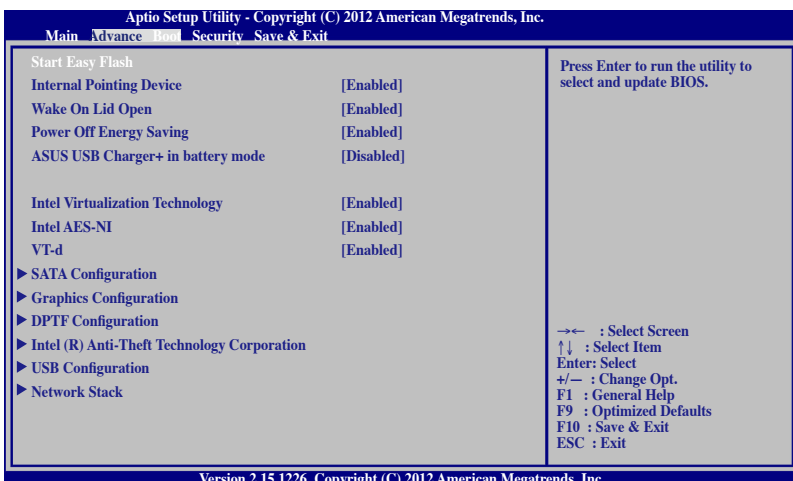 Aptio Setup Utility - Copyright (C) 2012 American Megatrends, Inc.
Main Advance Boot Security Save & Exit
Start Easy Flash
Internal Pointing Device [Enabled]
Wake On Lid Open [Enabled]
Power Off Energy Saving [Enabled]
ASUS USB Charger+ in battery mode [Disabled]
Intel Virtualization Technology [Enabled]
Intel AES-NI [Enabled]
VT-d [Enabled]
SATA Configuration
Graphics Configuration
DPTF Configuration
Intel (R) Anti-Theft Technology Corporation
USB Configuration
Network Stack
Press Enter to run the utility to
select and update BIOS.
→← : Select Screen
↑↓ : Select Item
Enter: Select
+/— : Change Opt.
F1 : General Help
F9 : Optimized Defaults
F10 : Save & Exit
ESC : Exit
Version 2.15.1226. Copyright (C) 2012 American Megatrends, Inc.